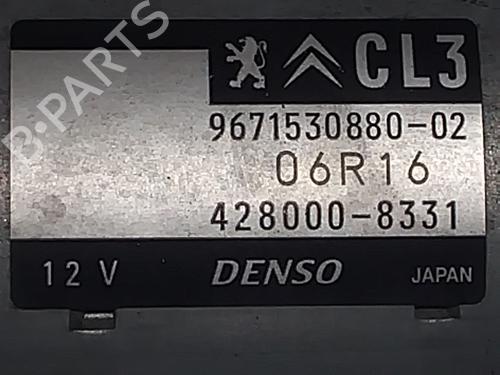 CL3
9671530880-02
06R16
428000-8331
12 V DENSO JAPAN
B-PARTS